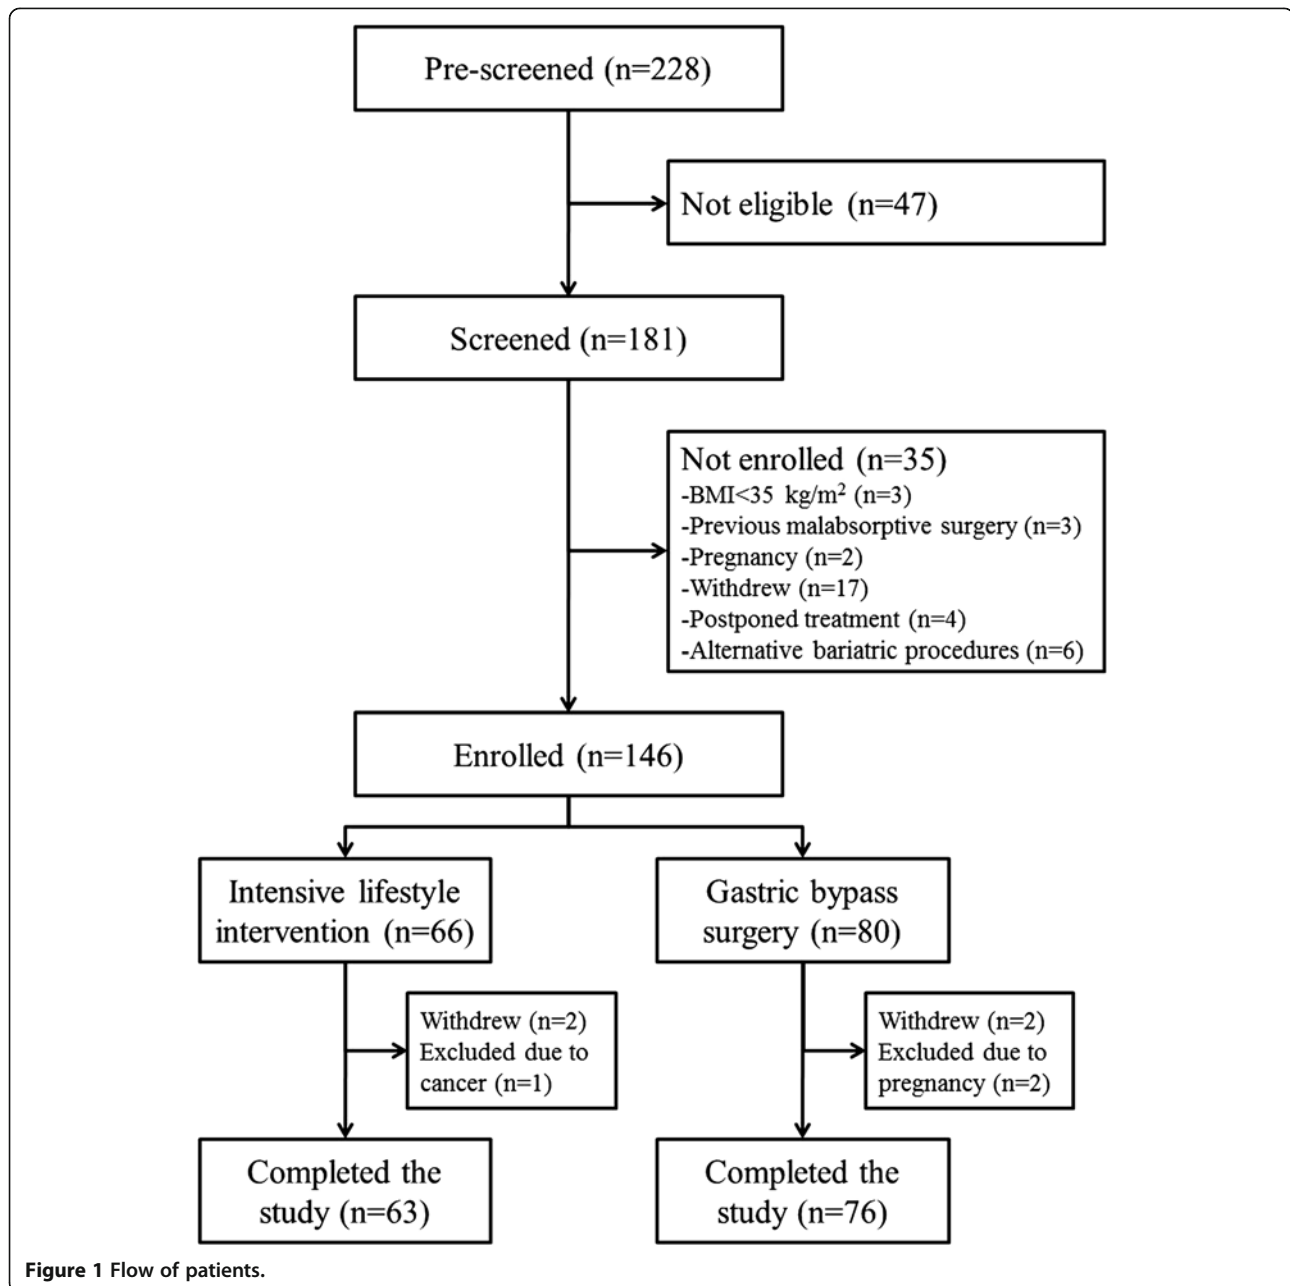 Pre-screened (n=228)
Not eligible (n=47)
Screened (n=181)
Not enrolled (n=35)
-BMI<35 kg/m² (n=3)
-Previous malabsorptive surgery (n=3)
-Pregnancy (n=2)
-Withdrew (n=17)
-Postponed treatment (n=4)
-Alternative bariatric procedures (n=6)
Enrolled (n=146)
Intensive lifestyle
intervention (n=66)
Gastric bypass
surgery (n=80)
Withdrew (n=2)
Excluded due to
cancer (n=1)
Withdrew (n=2)
Excluded due to
pregnancy (n=2)
Completed the
study (n=63)
Completed the
study (n=76)
Figure 1 Flow of patients.